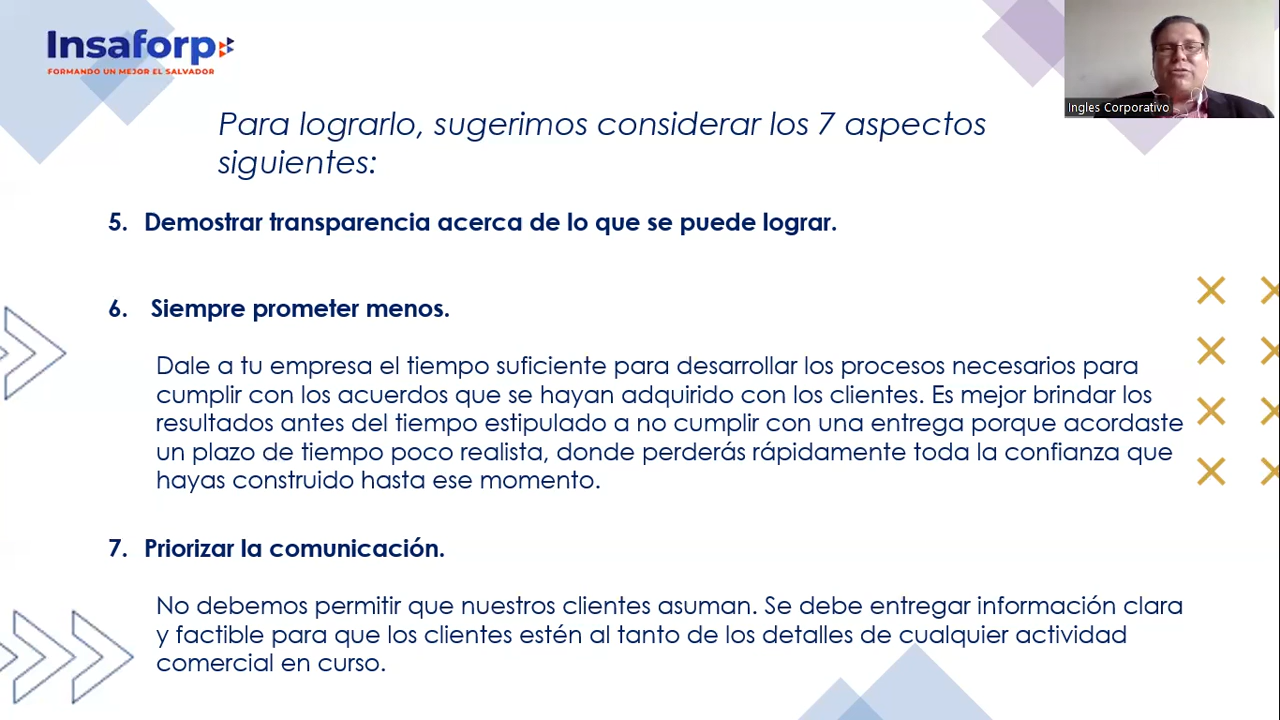 Insaforp
FORMANDO UN MEJOR EL SALVADOR
Ingles Corporativo
Para lograrlo, sugerimos considerar los 7 aspectos
siguientes:
5. Demostrar transparencia acerca de lo que se puede lograr.
6. Siempre prometer menos.
Dale a tu empresa el tiempo suficiente para desarrollar los procesos necesarios para
cumplir con los acuerdos que se hayan adquirido con los clientes. Es mejor brindar los
resultados antes del tiempo estipulado a no cumplir con una entrega porque acordaste
un plazo de tiempo poco realista, donde perderás rápidamente toda la confianza que
hayas construido hasta ese momento.
7. Priorizar la comunicación.
No debemos permitir que nuestros clientes asuman. Se debe entregar información clara
y factible para que los clientes estén al tanto de los detalles de cualquier actividad
comercial en curso.